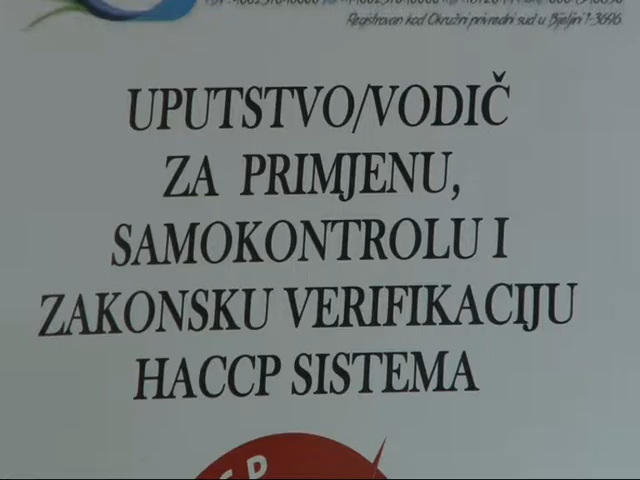 Registrovan kod Okružni privredni sud u Bijeljini 1-3696
UPUTSTVO/VODIČ
ZA PRIMJENU,
SAMOKONTROLU I
ZAKONSKU VERIFIKACIJU
HACCP SISTEMA